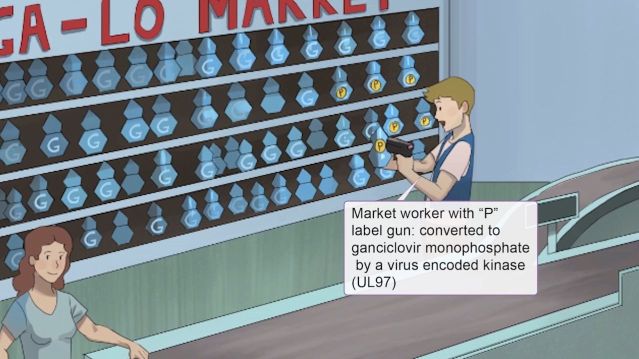 GA-LO MARKET
Market worker with “P”
label gun: converted to
ganciclovir monophosphate
by a virus encoded kinase
(UL97)